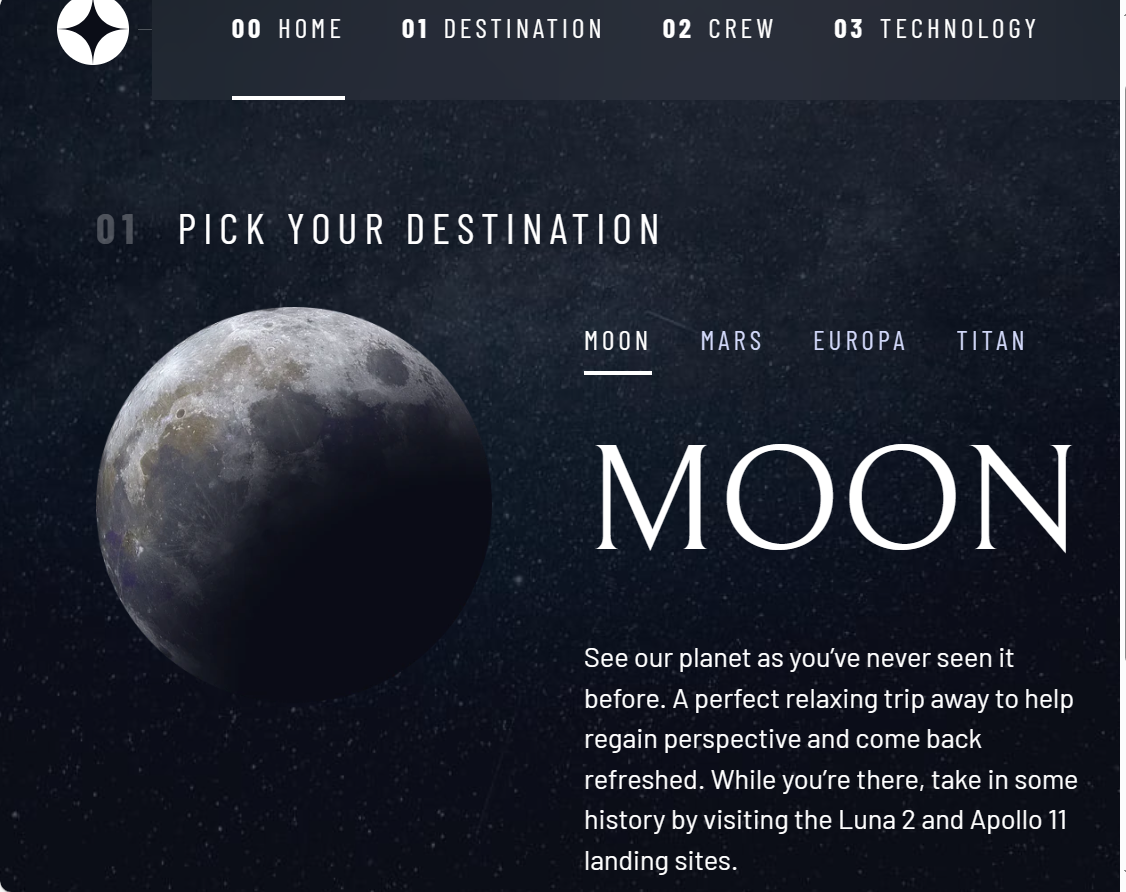 00 HOME 01 DESTINATION 02 CREW 03 TECHNOLOGY
01 PICK YOUR DESTINATION
MOON MARS EUROPA TITAN
MOON
See our planet as you’ve never seen it
before. A perfect relaxing trip away to help
regain perspective and come back
refreshed. While you’re there, take in some
history by visiting the Luna 2 and Apollo 11
landing sites.